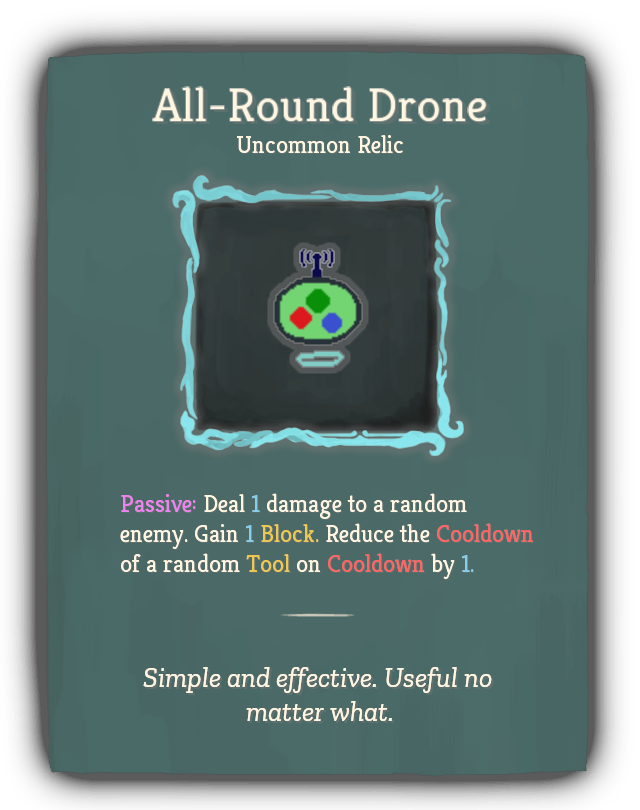 All-Round Drone
Uncommon Relic
Passive: Deal 1 damage to a random
enemy. Gain 1 Block. Reduce the Cooldown
of a random Tool on Cooldown by 1.
Simple and effective. Useful no
matter what.